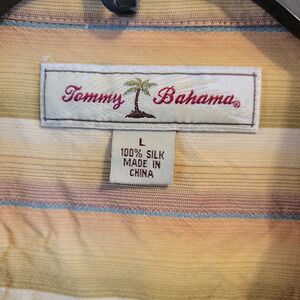 Tommy Bahama®
L
100% SILK
MADE IN
CHINA